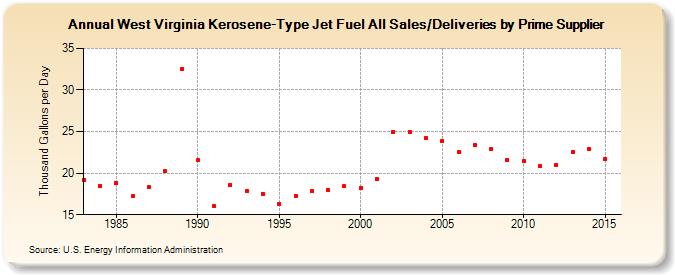 Annual West Virginia Kerosene-Type Jet Fuel All Sales/Deliveries by Prime Supplier
Thousand Gallons per Day
35
30
25
20
15
1985 1990 1995 2000 2005 2010 2015
Source: U.S. Energy Information Administration